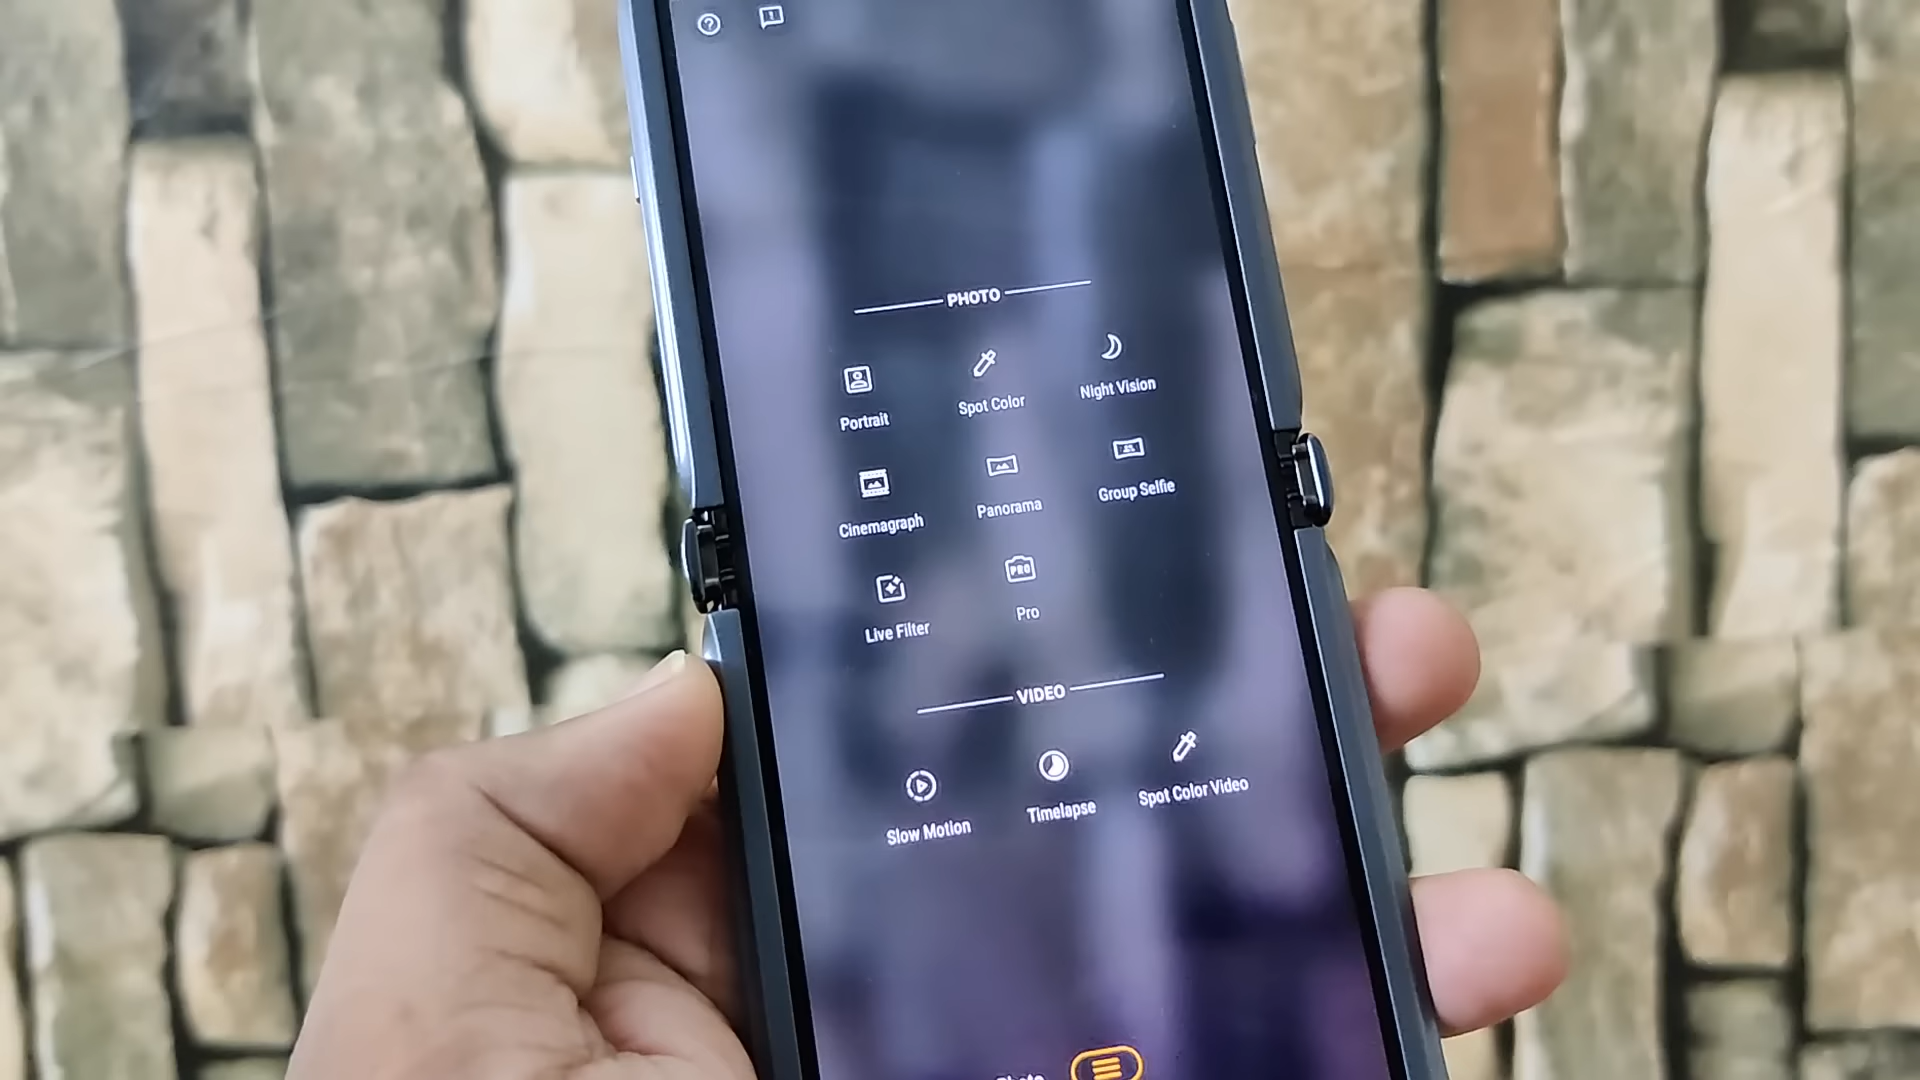 PHOTO
Portrait
Spot Color
Night Vision
Cinemagraph
Panorama
Group Selfie
Live Filter
PRO
Pro
VIDEO
Slow Motion
Timelapse
Spot Color Video